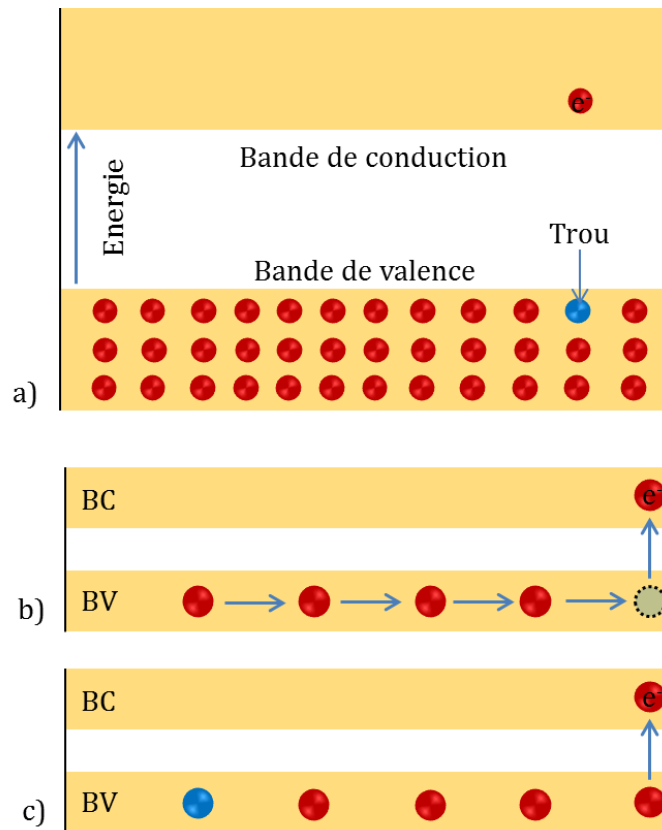 e-
Bande de conduction
Energie
Trou
Bande de valence
a)
BC
e-
b)
BV
BC
e-
c)
BV